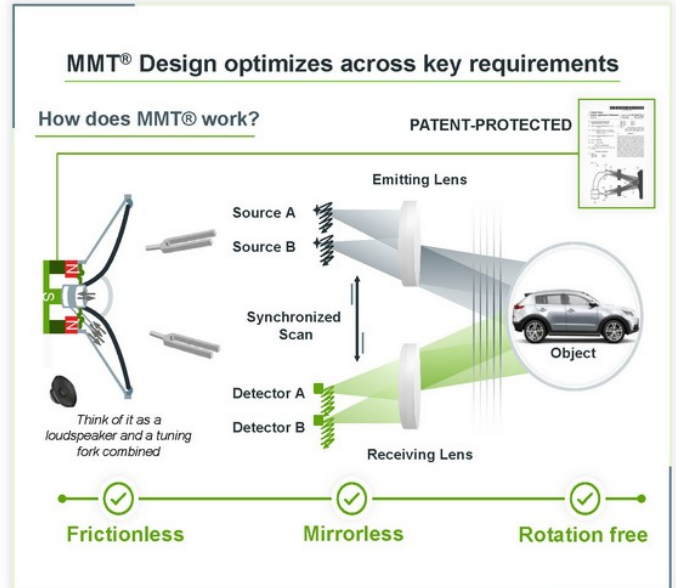 MMT® Design optimizes across key requirements
How does MMT® work?
PATENT-PROTECTED
Emitting Lens
Source A
Source B
N
S
N
Synchronized
Scan
Object
Detector A
Detector B
Think of it as a
loudspeaker and a tuning
fork combined
Receiving Lens
Frictionless
Mirrorless
Rotation free